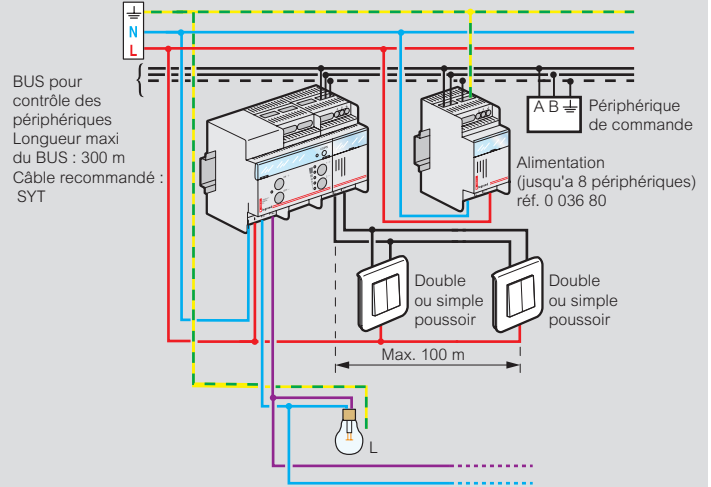 N
L
BUS pour
contrôle des
périphériques
Longueur maxi
du BUS : 300 m
Câble recommandé :
SYT
A B
Périphérique
de commande
Alimentation
(jusqu'a 8 périphériques)
réf. 0 036 80
Double
ou simple
poussoir
Double
ou simple
poussoir
Max. 100 m
L